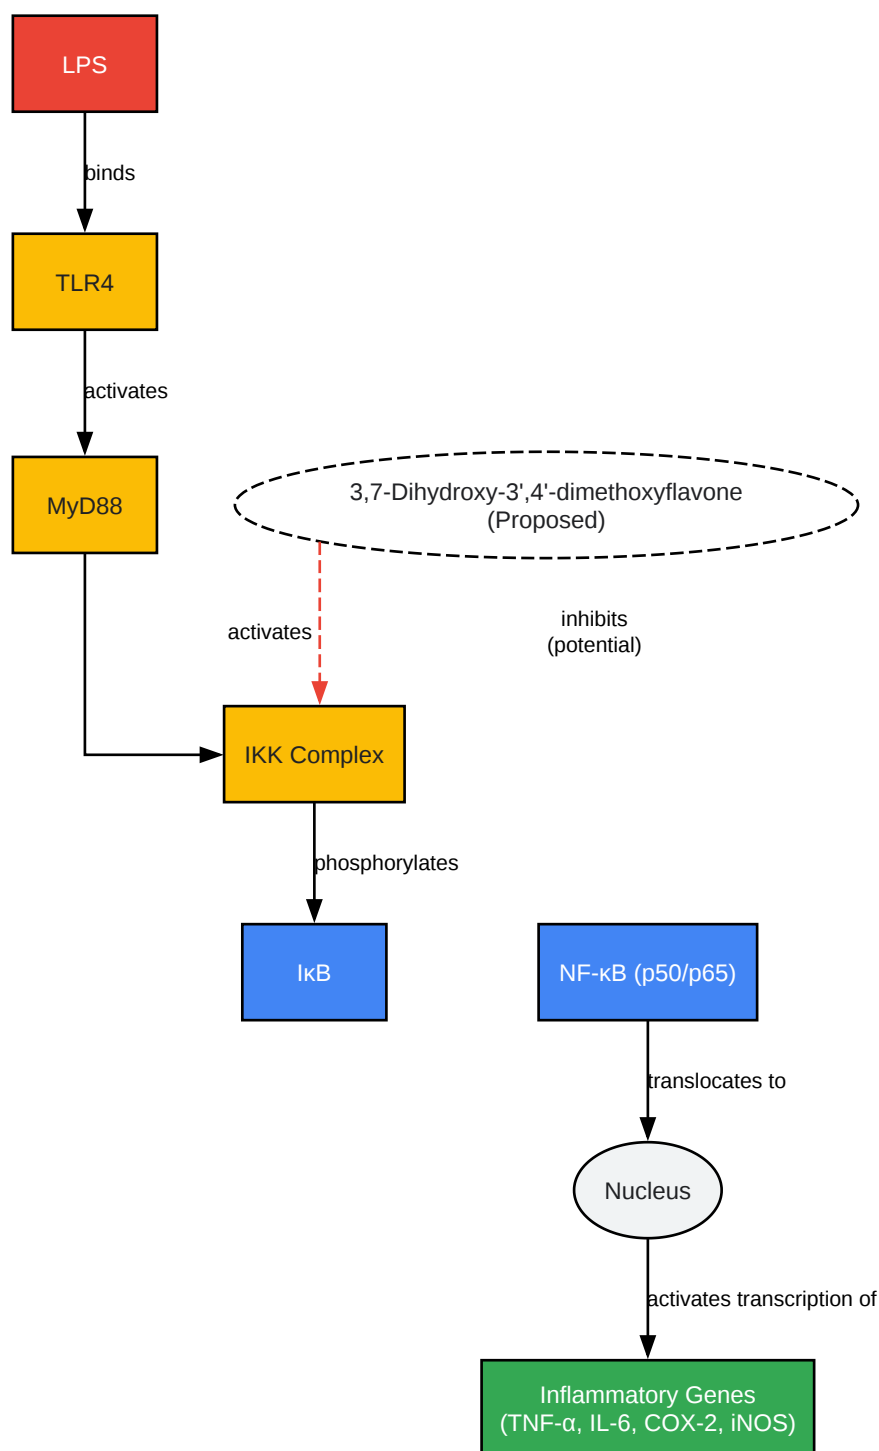 LPS
binds
TLR4
activates
MyD88
3,7-Dihydroxy-3',4'-dimethoxyflavone
(Proposed)
activates
inhibits
(potential)
IKK Complex
phosphorylates
IκB
NF-κB (p50/p65)
translocates to
Nucleus
activates transcription of
Inflammatory Genes
(TNF-α, IL-6, COX-2, iNOS)